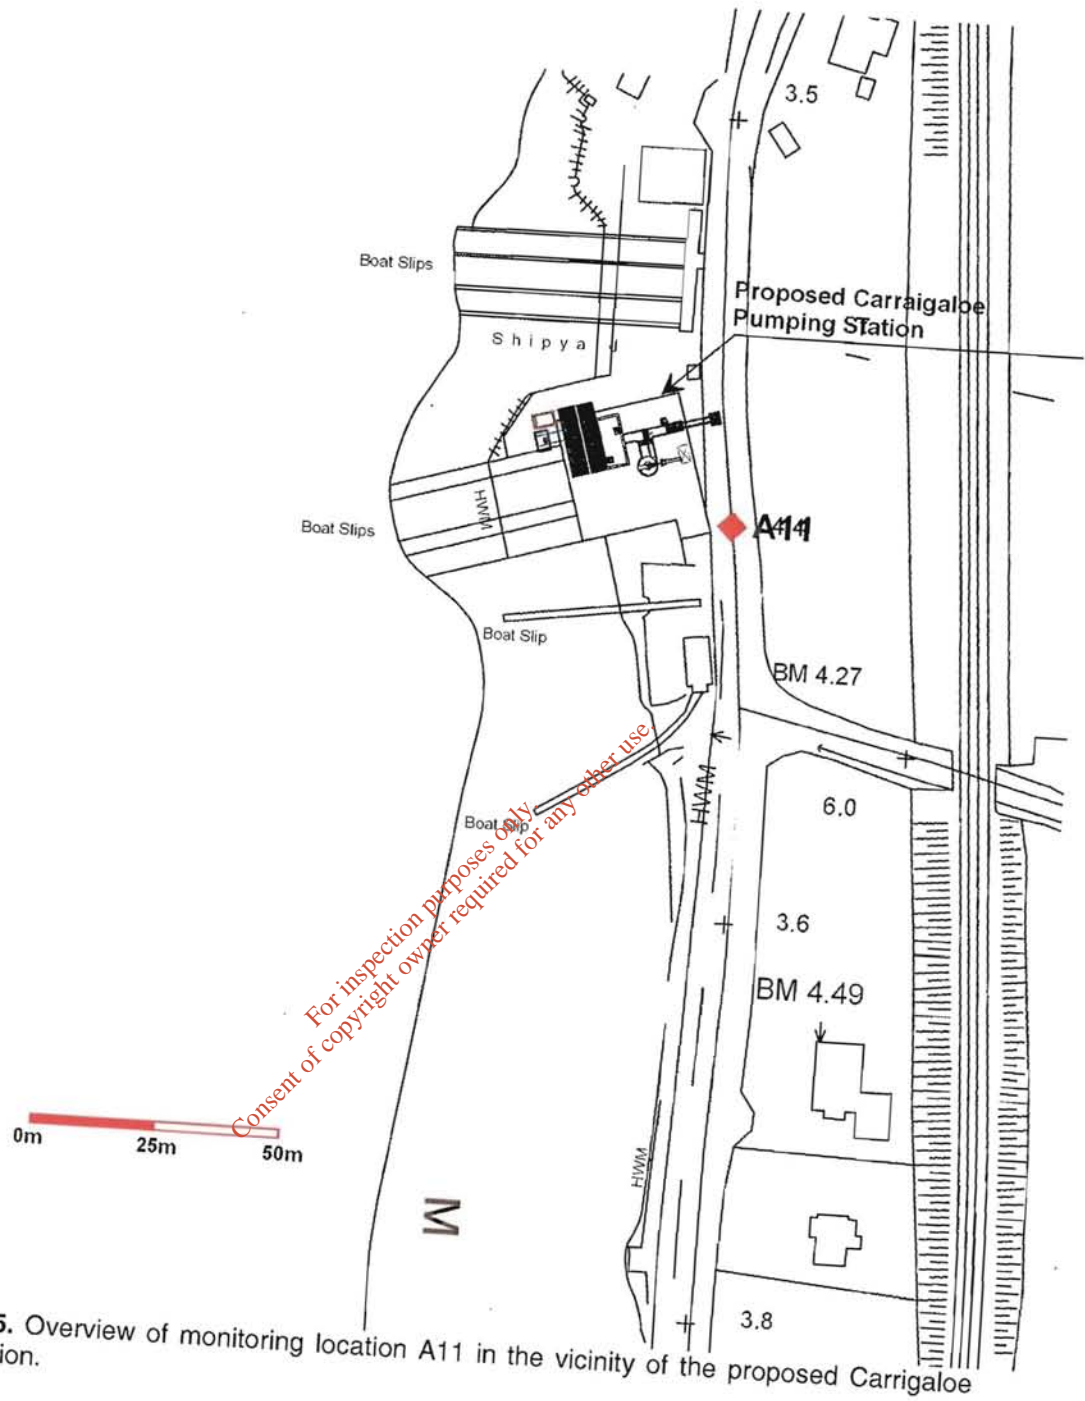 3.5
Boat Slips
Proposed Carraigaloe
Pumping Station
Shipya
HWM
Boat Slips
A11
Boat Slip
BM 4.27
HWM
6.0
Boat Slip
For inspection purposes only.
Consent of copyright owner required for any other use.
3.6
BM 4.49
0m 25m 50m
HWM
M
3.8
5. Overview of monitoring location A11 in the vicinity of the proposed Carrigaloe
ion.